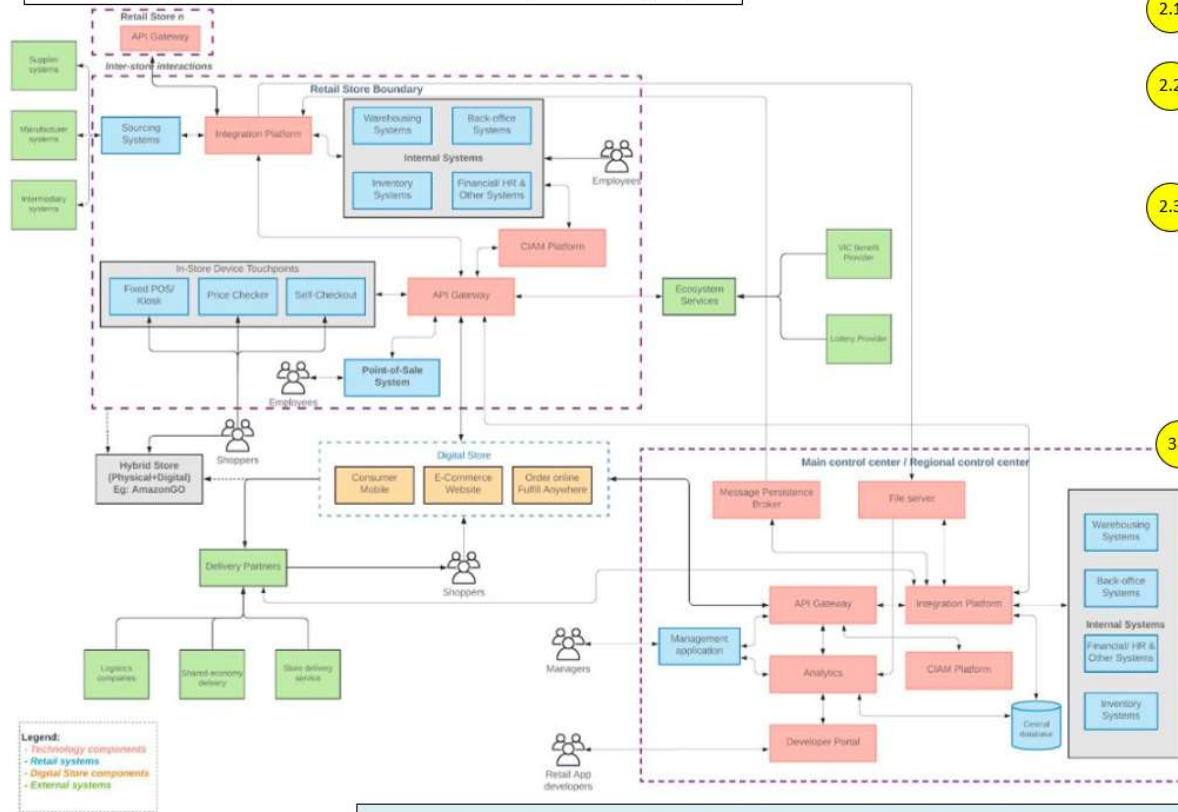 Retail Store n
API Gateway
Inter-store interactions
Supplier
systems
Manufacturer
systems
Intermediary
systems
Sourcing
Systems
Integration Platform
Retail Store Boundary
Warehousing
Systems
Back-office
Systems
Internal Systems
Inventory
Systems
Financial/ HR &
Other Systems
Employees
CIAM Platform
In-Store Device Touchpoints
Fixed POS/
Kiosk
Price Checker
Self-Checkout
API Gateway
Point-of-Sale
System
Employees
Ecosystem
Services
VIC Benefit
Provider
Lottery Provider
Shoppers
Hybrid Store
(Physical+Digital)
Eg: AmazonGO
Digital Store
Consumer
Mobile
E-Commerce
Website
Order online
Fulfill Anywhere
Delivery Partners
Shoppers
Logistics
companies
Shared economy
delivery
Store delivery
service
Main control center / Regional control center
Message Persistence
Broker
File server
API Gateway
Integration Platform
Managers
Management
application
Analytics
CIAM Platform
Developer Portal
Central
database
Retail App
developers
Warehousing
Systems
Back-office
Systems
Internal Systems
Financial/ HR &
Other Systems
Inventory
Systems
Legend:
- Technology components
- Retail systems
- Digital Store components
- External systems
2.1
2.2
2.3
3